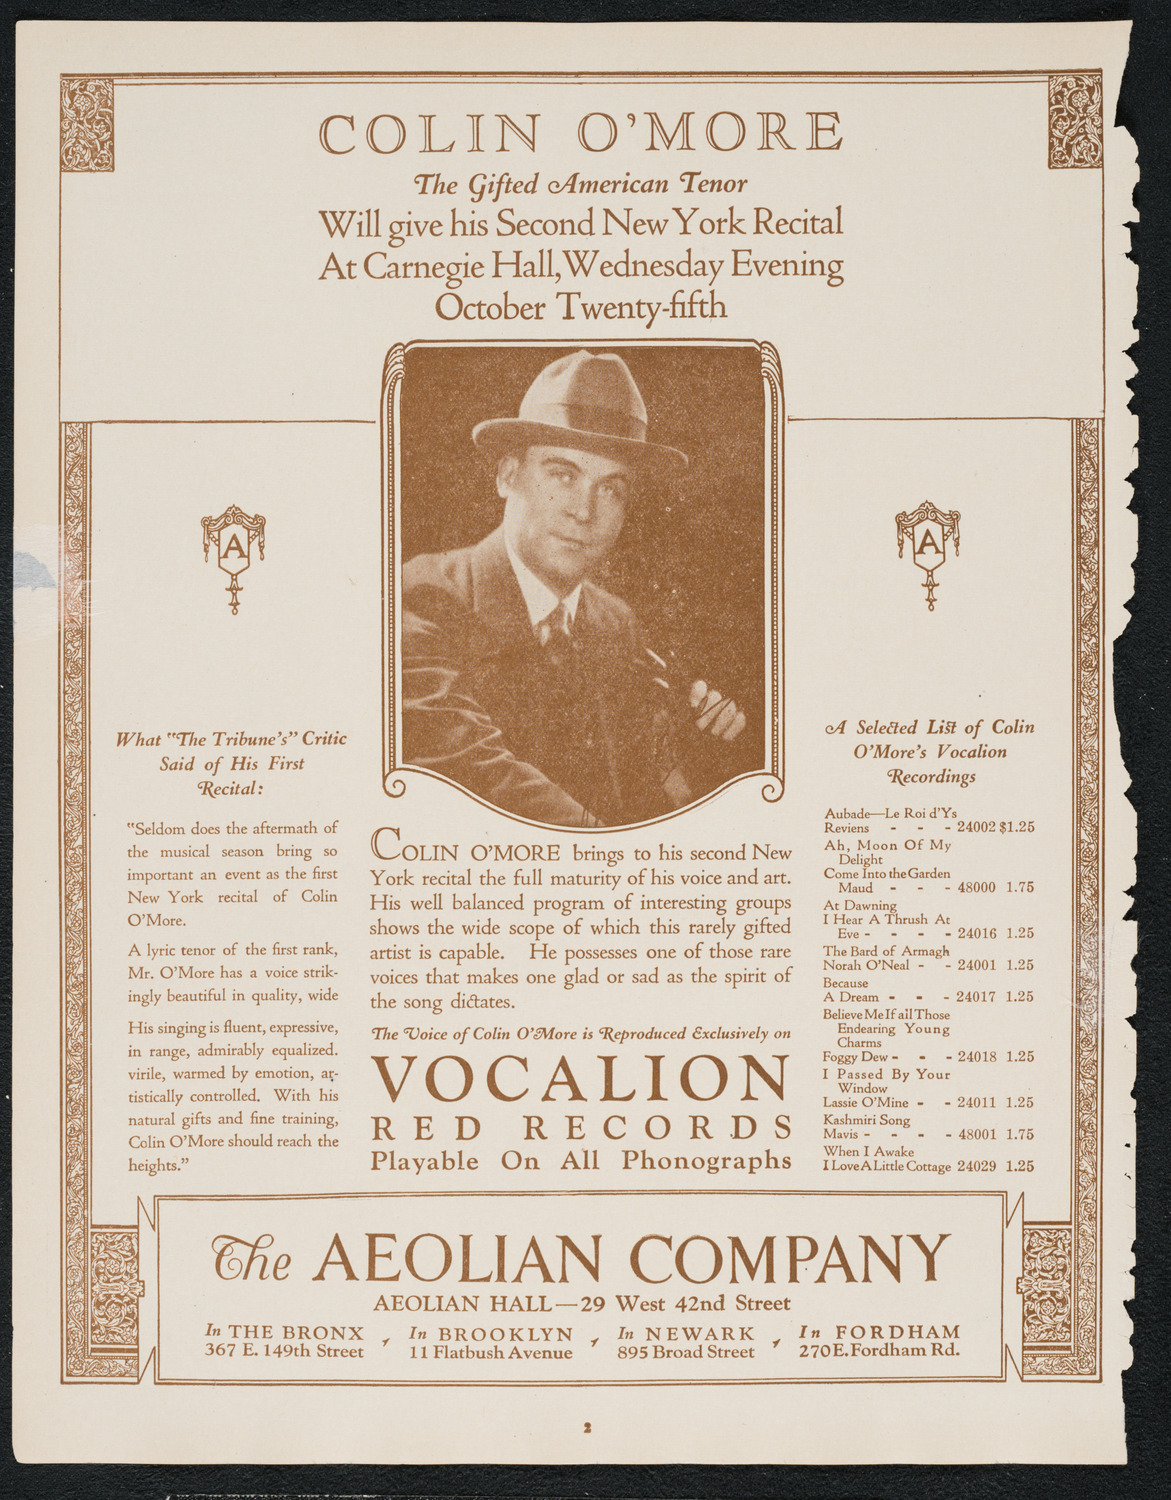 COLIN O'MORE
The Gifted American Tenor
Will give his Second New York Recital
At Carnegie Hall, Wednesday Evening
October Twenty-fifth
A
A
What "The Tribune's" Critic
Said of His First
Recital:
"Seldom does the aftermath of
the musical season bring so
important an event as the first
New York recital of Colin
O'More.
A lyric tenor of the first rank,
Mr. O'More has a voice strik-
ingly beautiful in quality, wide
His singing is fluent, expressive,
in range, admirably equalized.
virile, warmed by emotion, ar-
tistically controlled. With his
natural gifts and fine training,
Colin O'More should reach the
heights."
COLIN O'MORE brings to his second New
York recital the full maturity of his voice and art.
His well balanced program of interesting groups
shows the wide scope of which this rarely gifted
artist is capable. He possesses one of those rare
voices that makes one glad or sad as the spirit of
the song dictates.
The Voice of Colin O'More is Reproduced Exclusively on
VOCALION
RED RECORDS
Playable On All Phonographs
A Selected List of Colin
O'More's Vocalion
Recordings
Aubade—Le Roi d'Ys
Reviens - - - 24002 $1.25
Ah, Moon Of My
Delight
Come Into the Garden
Maud - - - 48000 1.75
At Dawning
I Hear A Thrush At
Eve - - - - 24016 1.25
The Bard of Armagh
Norah O'Neal - - 24001 1.25
Because
A Dream - - - 24017 1.25
Believe Me If all Those
Endearing Young
Charms
Foggy Dew - - - 24018 1.25
I Passed By Your
Window
Lassie O'Mine - - 24011 1.25
Kashmiri Song
Mavis - - - - 48001 1.75
When I Awake
I Love A Little Cottage 24029 1.25
The AEOLIAN COMPANY
AEOLIAN HALL—29 West 42nd Street
In THE BRONX , In BROOKLYN , In NEWARK , In FORDHAM
367 E. 149th Street 11 Flatbush Avenue 895 Broad Street 270 E. Fordham Rd.
2